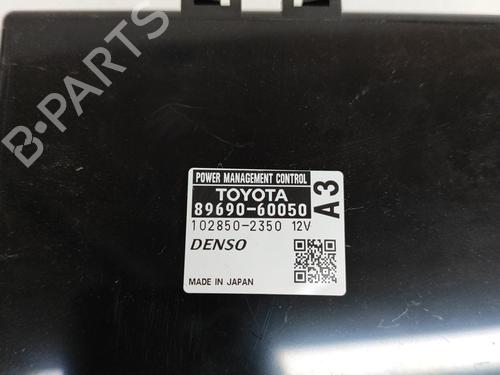 B-PARTS
POWER MANAGEMENT CONTROL
TOYOTA
89690-60050
A3
102850-2350 12V
DENSO
MADE IN JAPAN